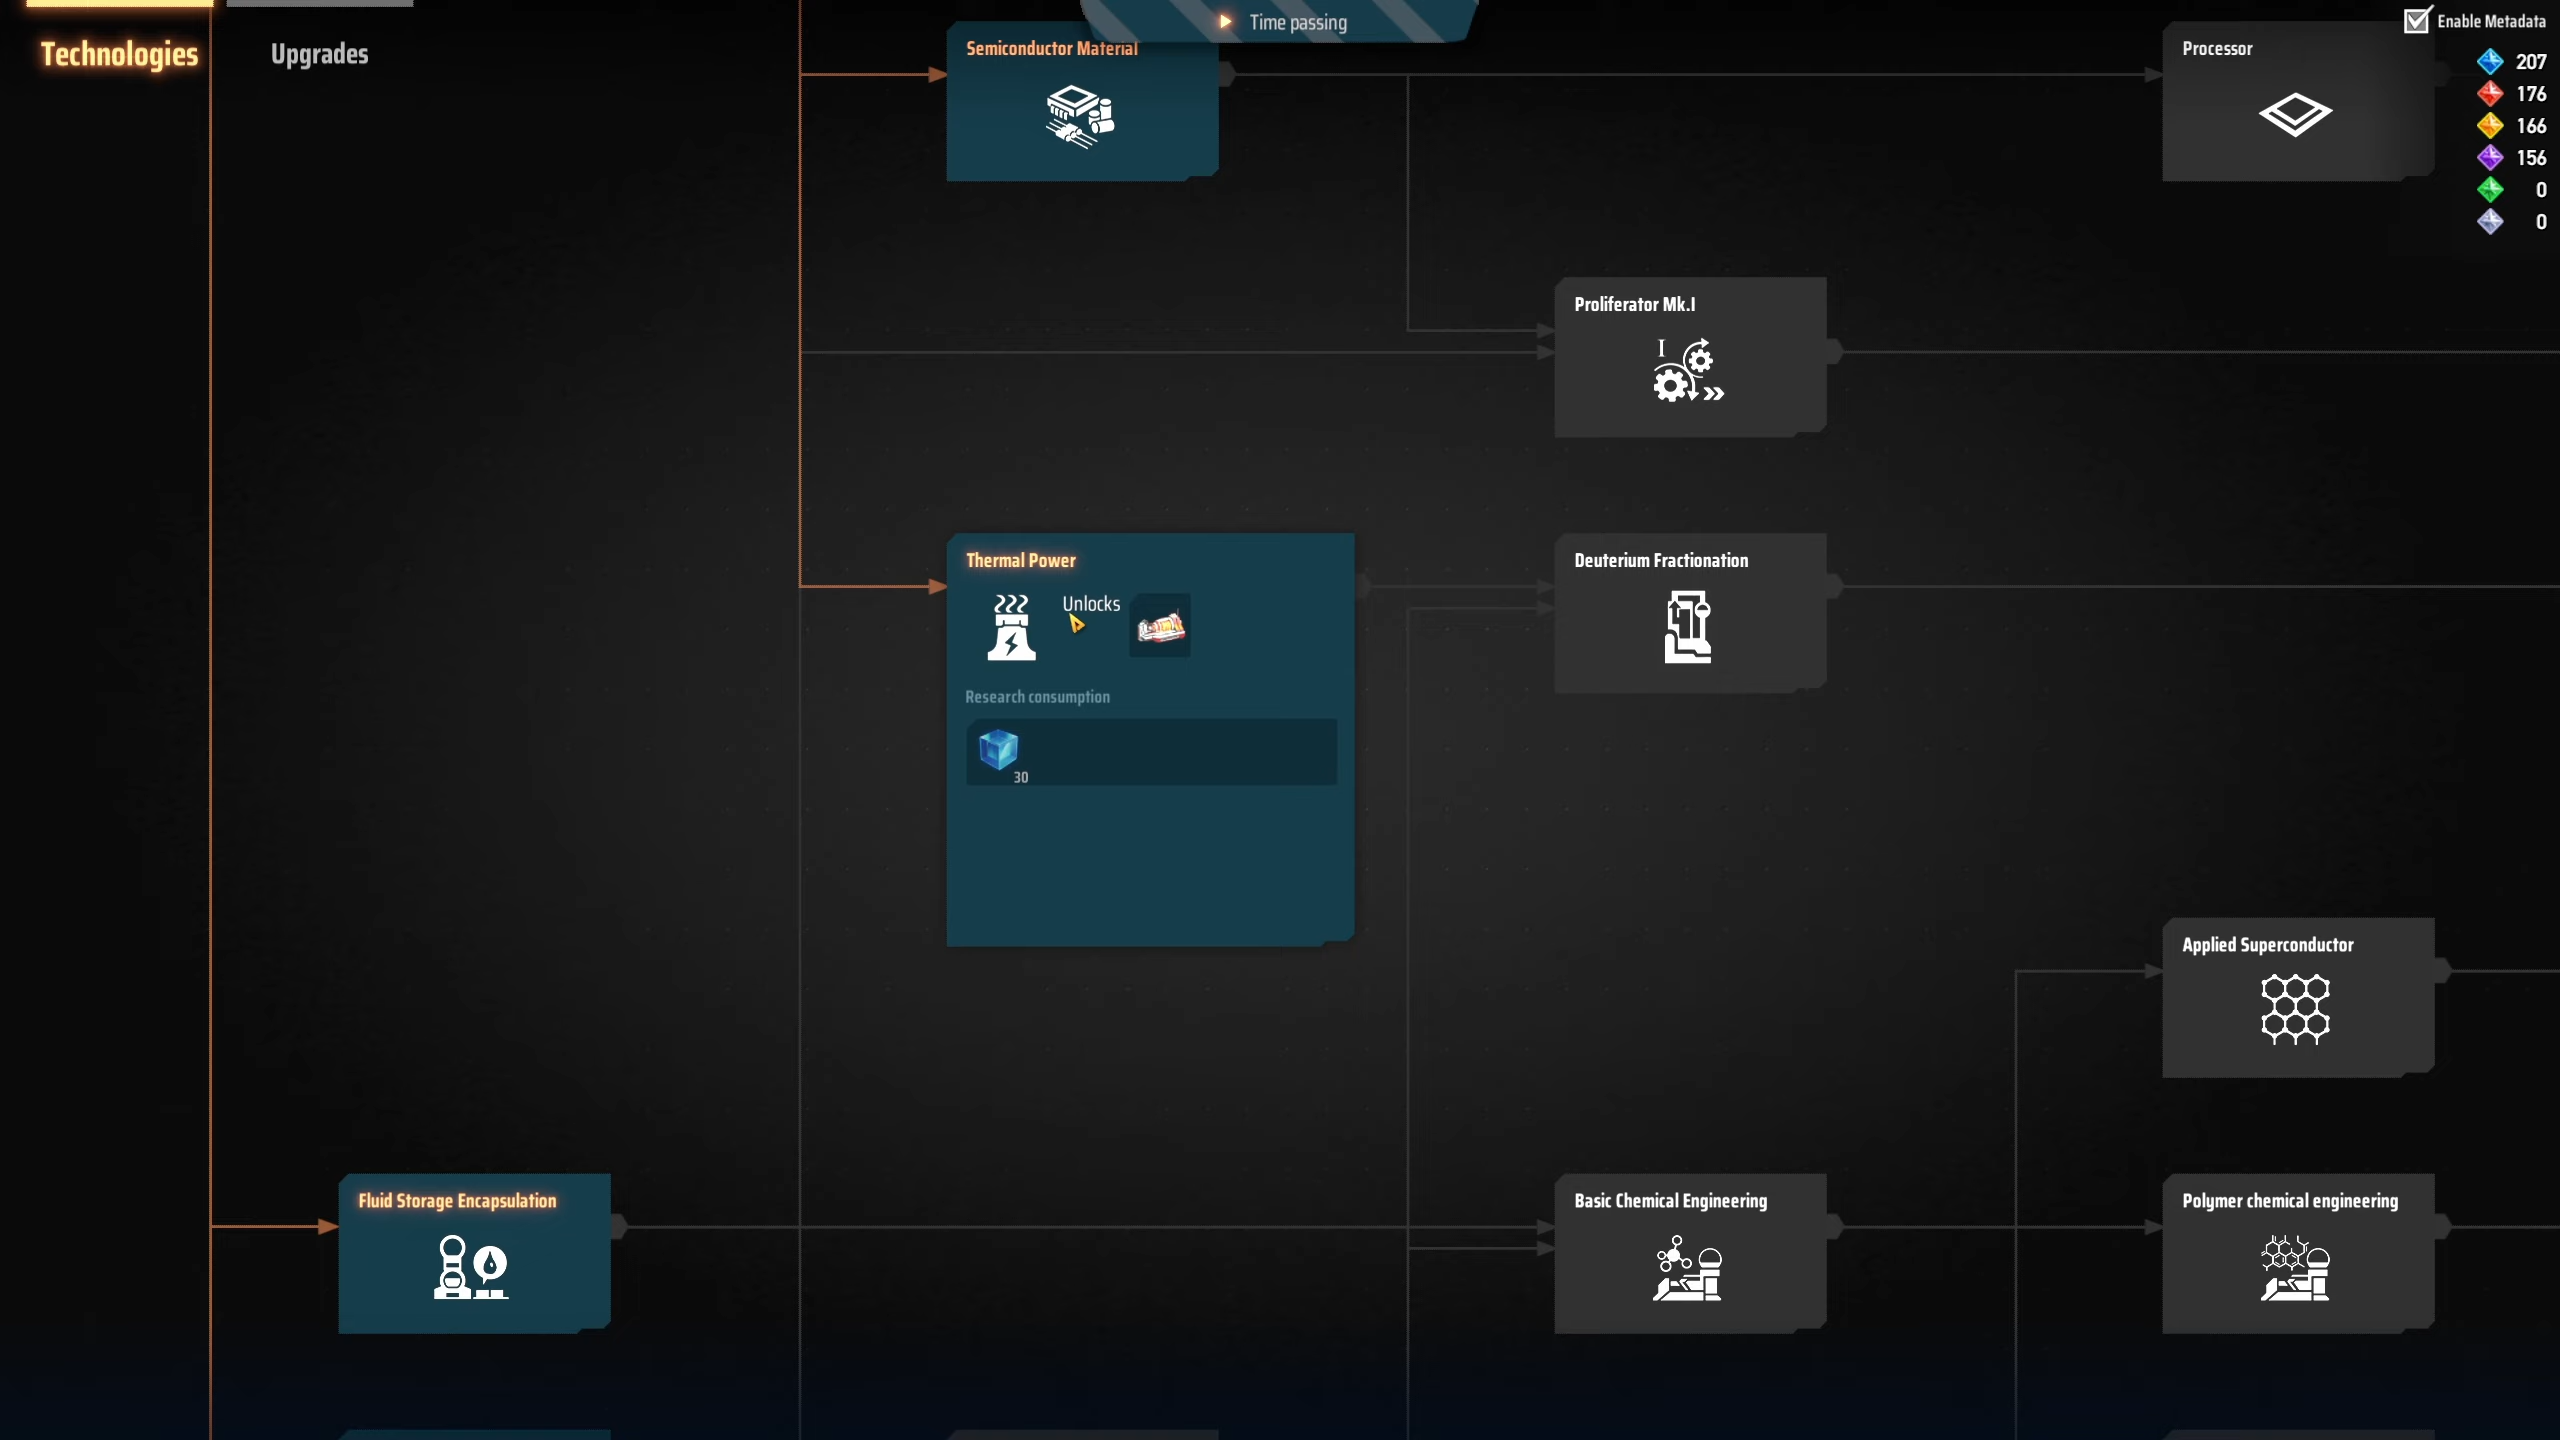 Technologies
Upgrades
Time passing
Enable Metadata
207
176
166
156
0
0
Semiconductor Material
Processor
Proliferator Mk.I
I
Thermal Power
Unlocks
Research consumption
30
Deuterium Fractionation
Applied Superconductor
Fluid Storage Encapsulation
Basic Chemical Engineering
Polymer chemical engineering